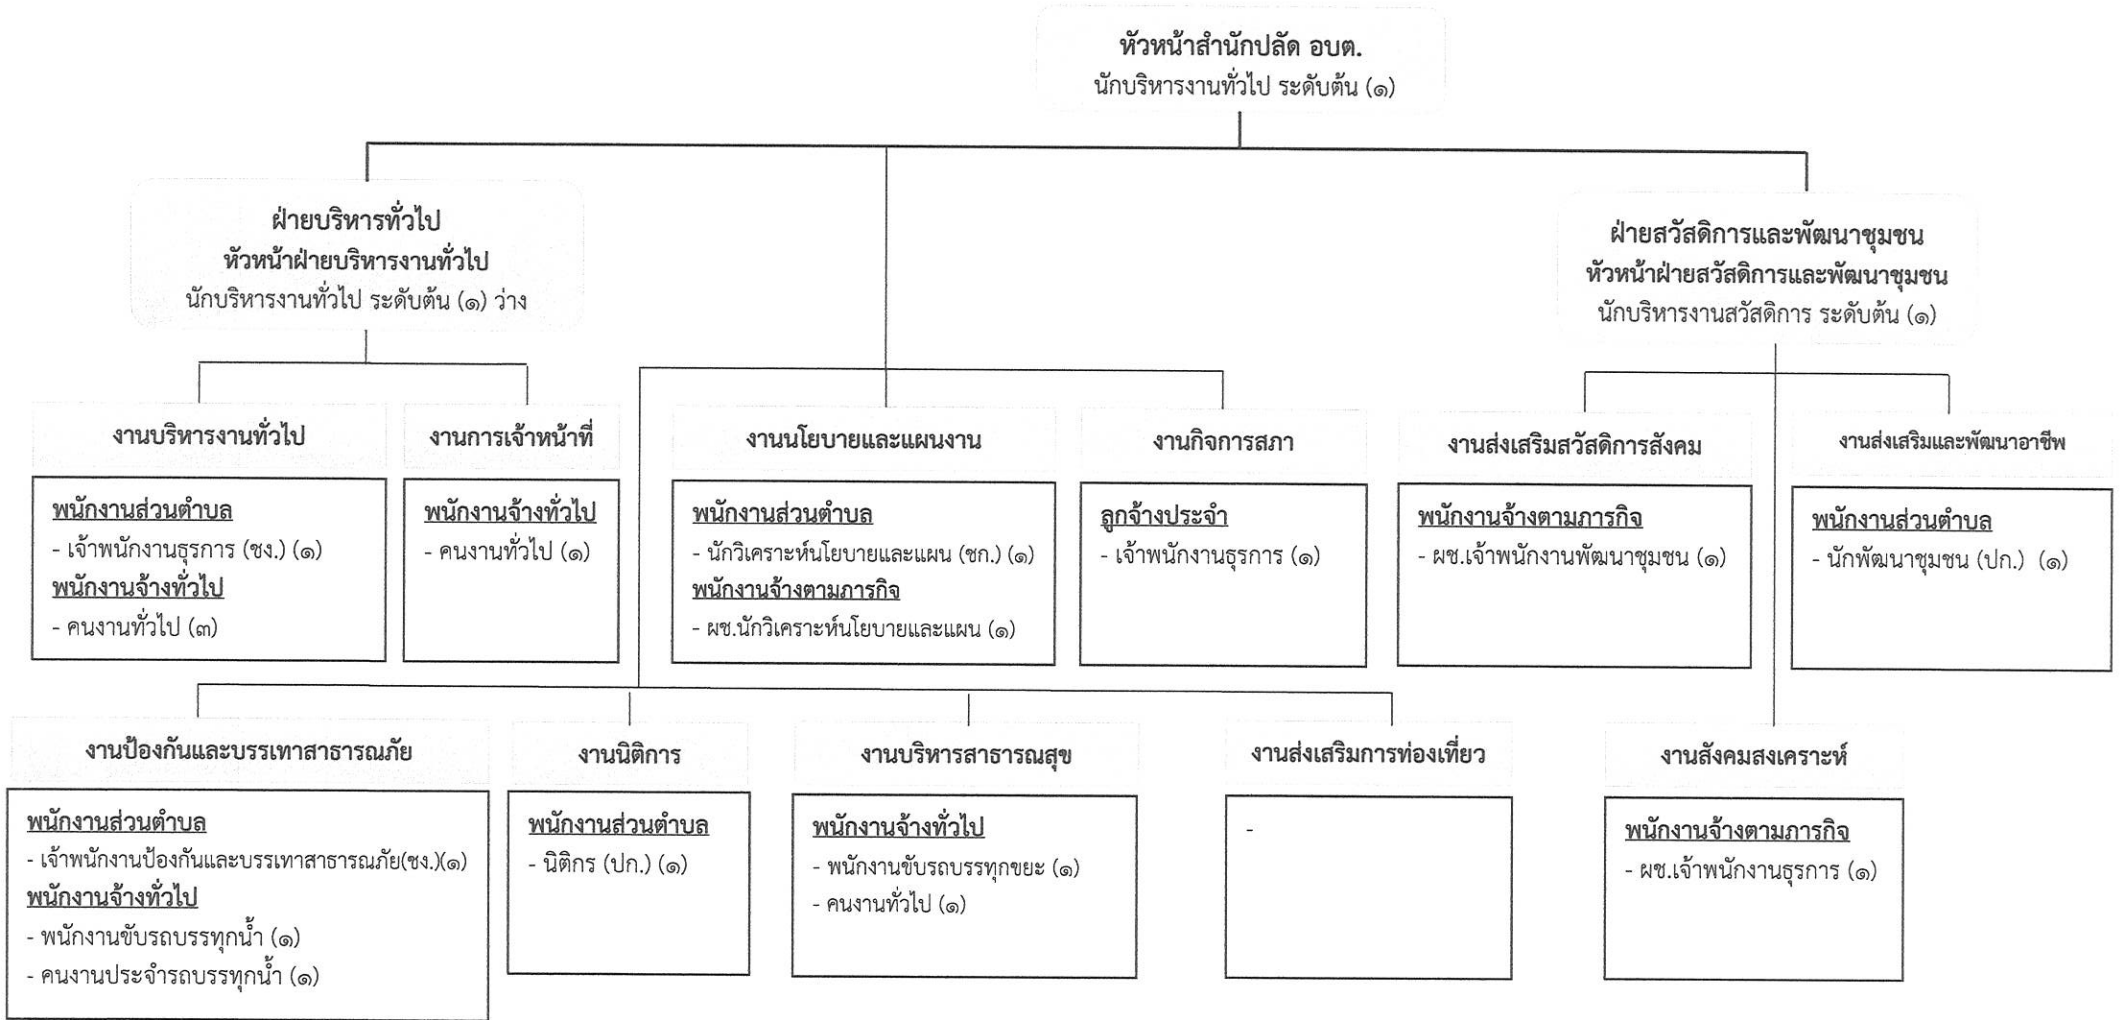 หัวหน้าสำนักปลัด อบต.
นักบริหารงานทั่วไป ระดับต้น (๑)
ฝ่ายบริหารทั่วไป
หัวหน้าฝ่ายบริหารงานทั่วไป
นักบริหารงานทั่วไป ระดับต้น (๑) ว่าง
ฝ่ายสวัสดิการและพัฒนาชุมชน
หัวหน้าฝ่ายสวัสดิการและพัฒนาชุมชน
นักบริหารงานสวัสดิการ ระดับต้น (๑)
งานบริหารงานทั่วไป
พนักงานส่วนตำบล
- เจ้าพนักงานธุรการ (ชง.) (๑)
พนักงานจ้างทั่วไป
- คนงานทั่วไป (๓)
งานการเจ้าหน้าที่
พนักงานจ้างทั่วไป
- คนงานทั่วไป (๑)
งานนโยบายและแผนงาน
พนักงานส่วนตำบล
- นักวิเคราะห์นโยบายและแผน (ชก.) (๑)
พนักงานจ้างตามภารกิจ
- ผช.นักวิเคราะห์นโยบายและแผน (๑)
งานกิจการสภา
ลูกจ้างประจำ
- เจ้าพนักงานธุรการ (๑)
งานส่งเสริมสวัสดิการสังคม
พนักงานจ้างตามภารกิจ
- ผช.เจ้าพนักงานพัฒนาชุมชน (๑)
งานส่งเสริมและพัฒนาอาชีพ
พนักงานส่วนตำบล
- นักพัฒนาชุมชน (ปก.) (๑)
งานป้องกันและบรรเทาสาธารณภัย
พนักงานส่วนตำบล
- เจ้าพนักงานป้องกันและบรรเทาสาธารณภัย(ชง.)(๑)
พนักงานจ้างทั่วไป
- พนักงานขับรถบรรทุกน้ำ (๑)
- คนงานประจำรถบรรทุกน้ำ (๑)
งานนิติการ
พนักงานส่วนตำบล
- นิติกร (ปก.) (๑)
งานบริหารสาธารณสุข
พนักงานจ้างทั่วไป
- พนักงานขับรถบรรทุกขยะ (๑)
- คนงานทั่วไป (๑)
งานส่งเสริมการท่องเที่ยว
-
งานสังคมสงเคราะห์
พนักงานจ้างตามภารกิจ
- ผช.เจ้าพนักงานธุรการ (๑)